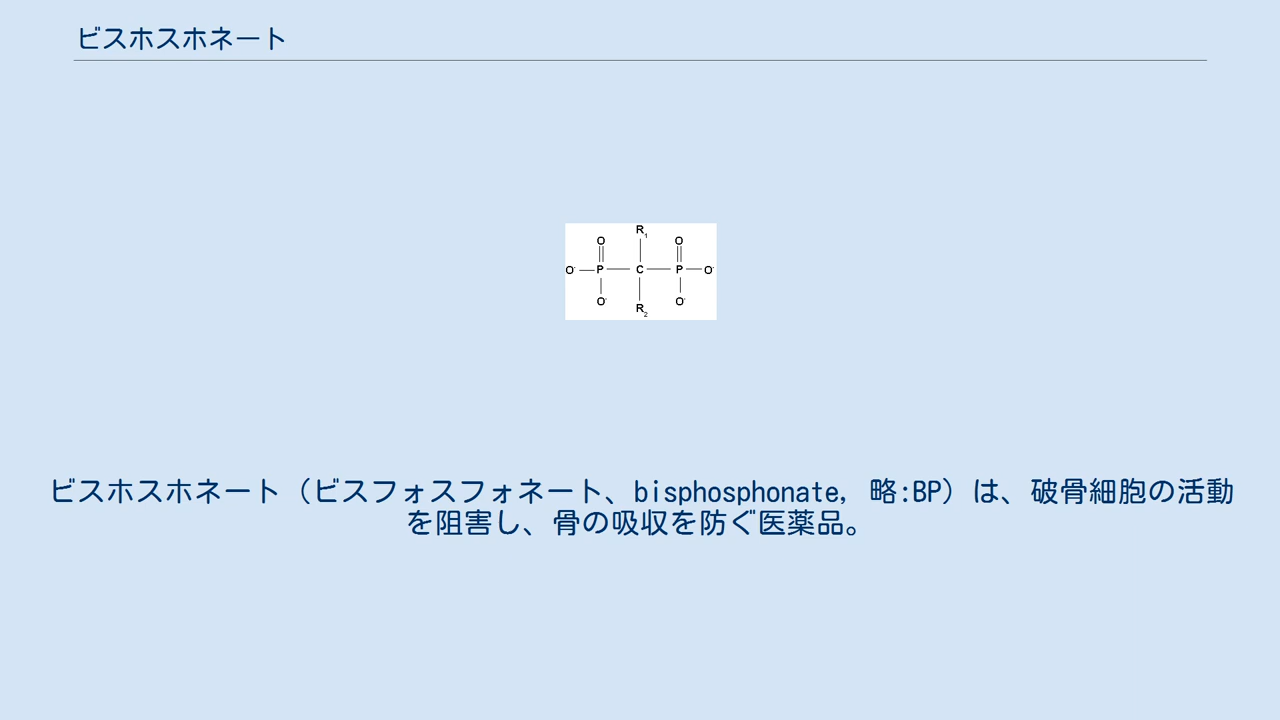 ビスホスホネート
R1
O O
O- P C P O-
O- O-
R2
ビスホスホネート（ビスフォスフォネート、bisphosphonate, 略:BP）は、破骨細胞の活動
を阻害し、骨の吸収を防ぐ医薬品。